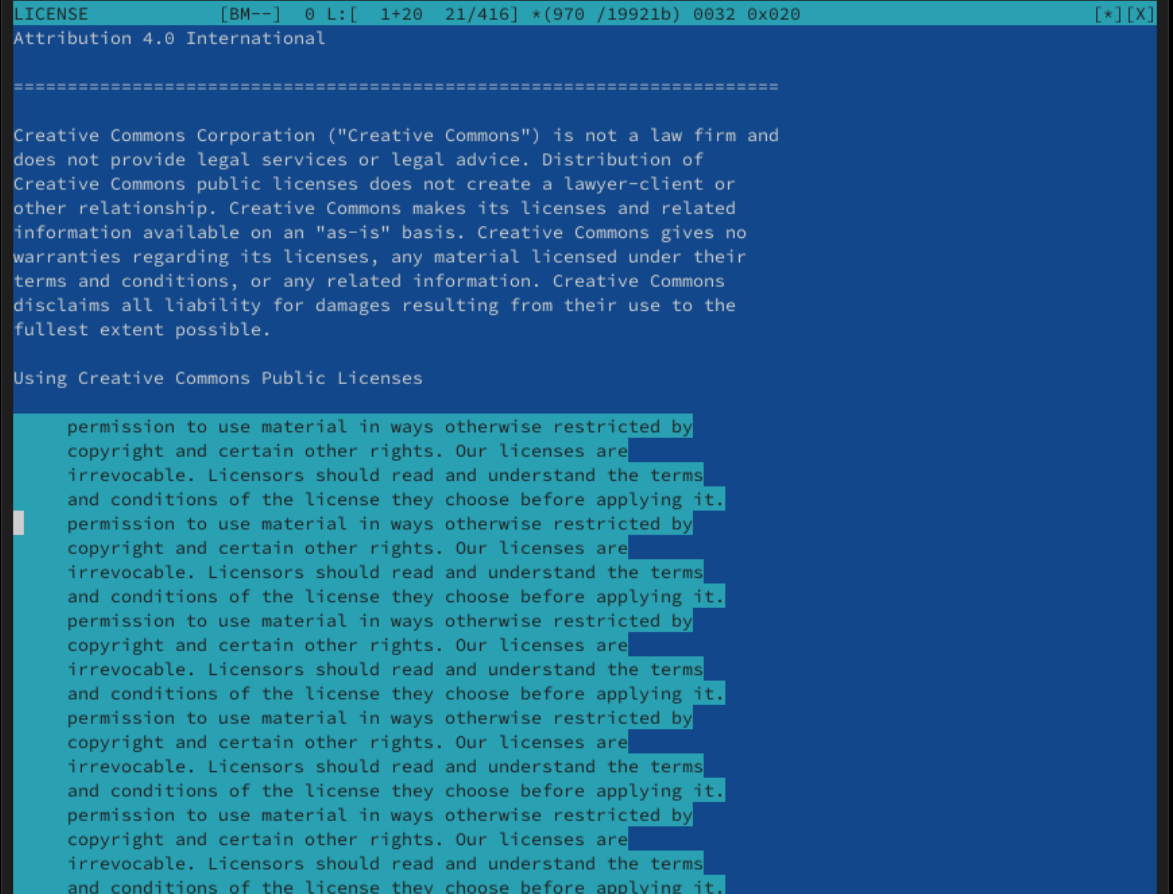 LICENSE [BM--] 0 L:[ 1+20 21/416] *(970 /19921b) 0032 0x020 [*][X]
Attribution 4.0 International
=======================================================================
Creative Commons Corporation ("Creative Commons") is not a law firm and
does not provide legal services or legal advice. Distribution of
Creative Commons public licenses does not create a lawyer-client or
other relationship. Creative Commons makes its licenses and related
information available on an "as-is" basis. Creative Commons gives no
warranties regarding its licenses, any material licensed under their
terms and conditions, or any related information. Creative Commons
disclaims all liability for damages resulting from their use to the
fullest extent possible.
Using Creative Commons Public Licenses
permission to use material in ways otherwise restricted by
copyright and certain other rights. Our licenses are
irrevocable. Licensors should read and understand the terms
and conditions of the license they choose before applying it.
permission to use material in ways otherwise restricted by
copyright and certain other rights. Our licenses are
irrevocable. Licensors should read and understand the terms
and conditions of the license they choose before applying it.
permission to use material in ways otherwise restricted by
copyright and certain other rights. Our licenses are
irrevocable. Licensors should read and understand the terms
and conditions of the license they choose before applying it.
permission to use material in ways otherwise restricted by
copyright and certain other rights. Our licenses are
irrevocable. Licensors should read and understand the terms
and conditions of the license they choose before applying it.
permission to use material in ways otherwise restricted by
copyright and certain other rights. Our licenses are
irrevocable. Licensors should read and understand the terms
and conditions of the license they choose before applying it.